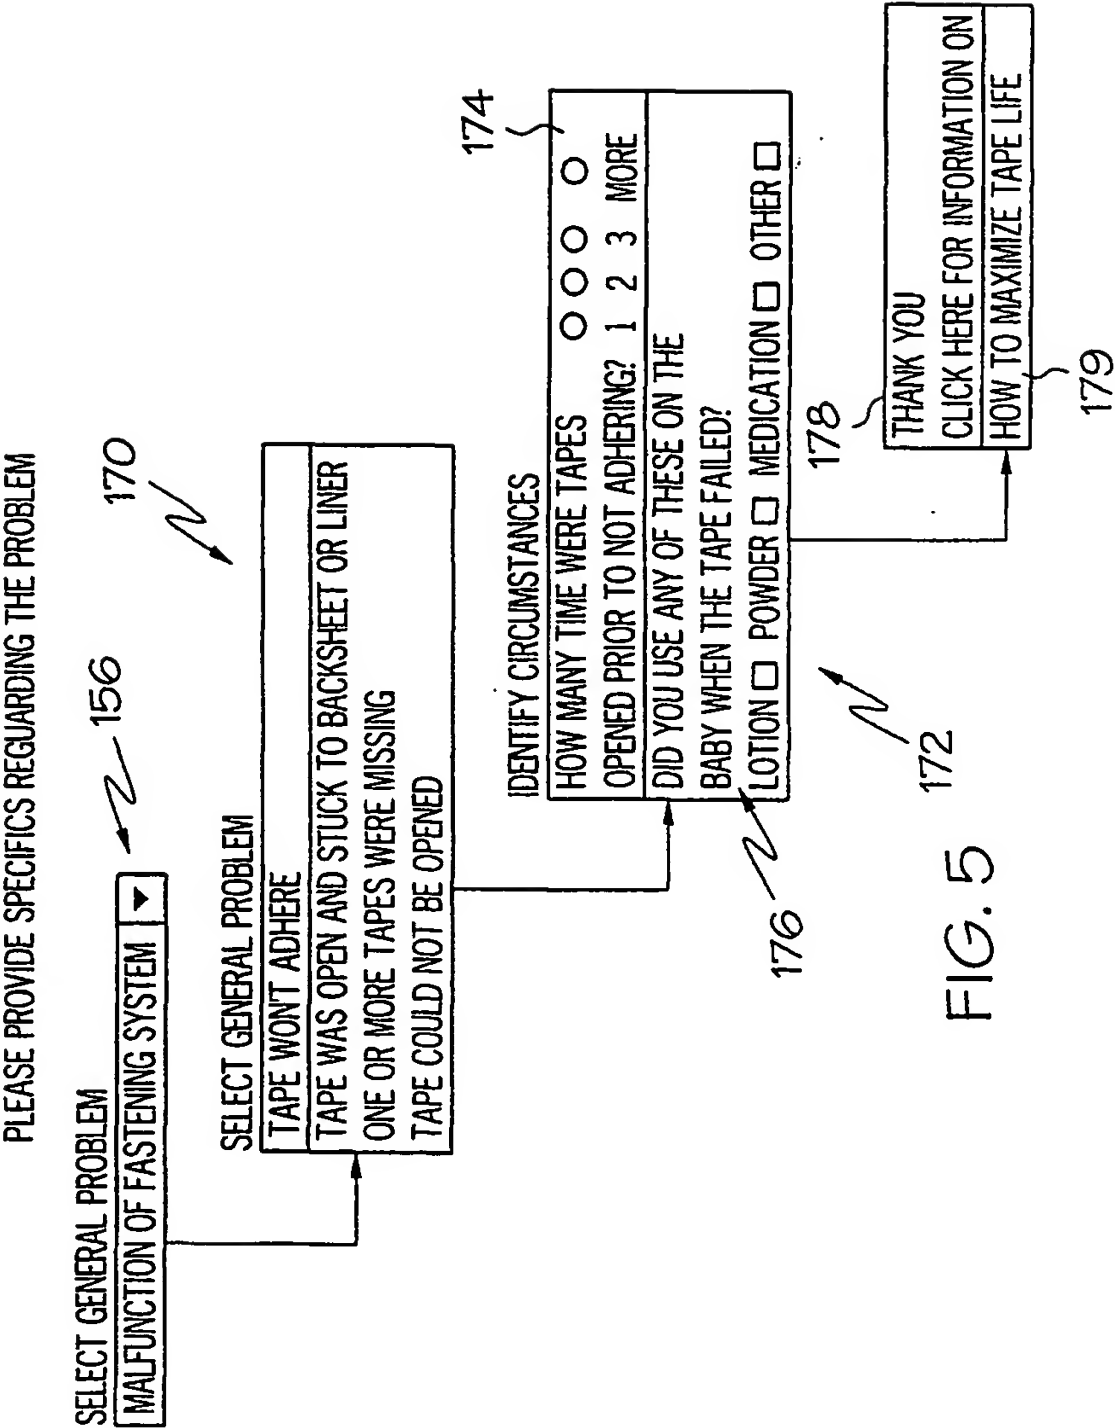 PLEASE PROVIDE SPECIFICS REGUARDING THE PROBLEM
SELECT GENERAL PROBLEM
MALFUNCTION OF FASTENING SYSTEM
156
SELECT GENERAL PROBLEM
170
TAPE WONT ADHERE
TAPE WAS OPEN AND STUCK TO BACKSHEET OR LINER
ONE OR MORE TAPES WERE MISSING
TAPE COULD NOT BE OPENED
IDENTIFY CIRCUMSTANCES
174
HOW MANY TIME WERE TAPES
OPENED PRIOR TO NOT ADHERING? 1 2 3 MORE
DID YOU USE ANY OF THESE ON THE
BABY WHEN THE TAPE FAILED?
LOTION POWDER MEDICATION OTHER
176
172
178
THANK YOU
CLICK HERE FOR INFORMATION ON
HOW TO MAXIMIZE TAPE LIFE
179
FIG. 5